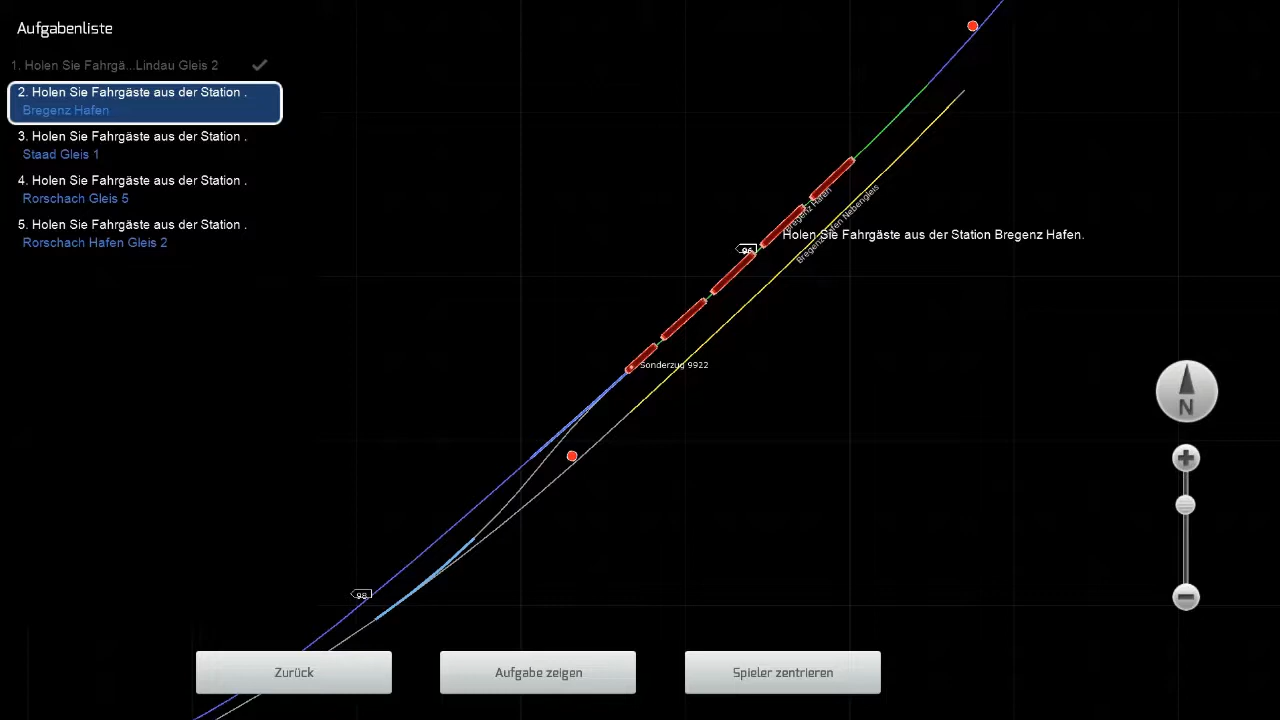 Aufgabenliste
1. Holen Sie Fahrgä...Lindau Gleis 2
2. Holen Sie Fahrgäste aus der Station .
Bregenz Hafen
3. Holen Sie Fahrgäste aus der Station .
Staad Gleis 1
4. Holen Sie Fahrgäste aus der Station .
Rorschach Gleis 5
5. Holen Sie Fahrgäste aus der Station .
Rorschach Hafen Gleis 2
Bregenz Hafen
Bregenz Hafen Nebengleis
Holen Sie Fahrgäste aus der Station Bregenz Hafen.
96
Sonderzug 9922
98
N
Zurück
Aufgabe zeigen
Spieler zentrieren